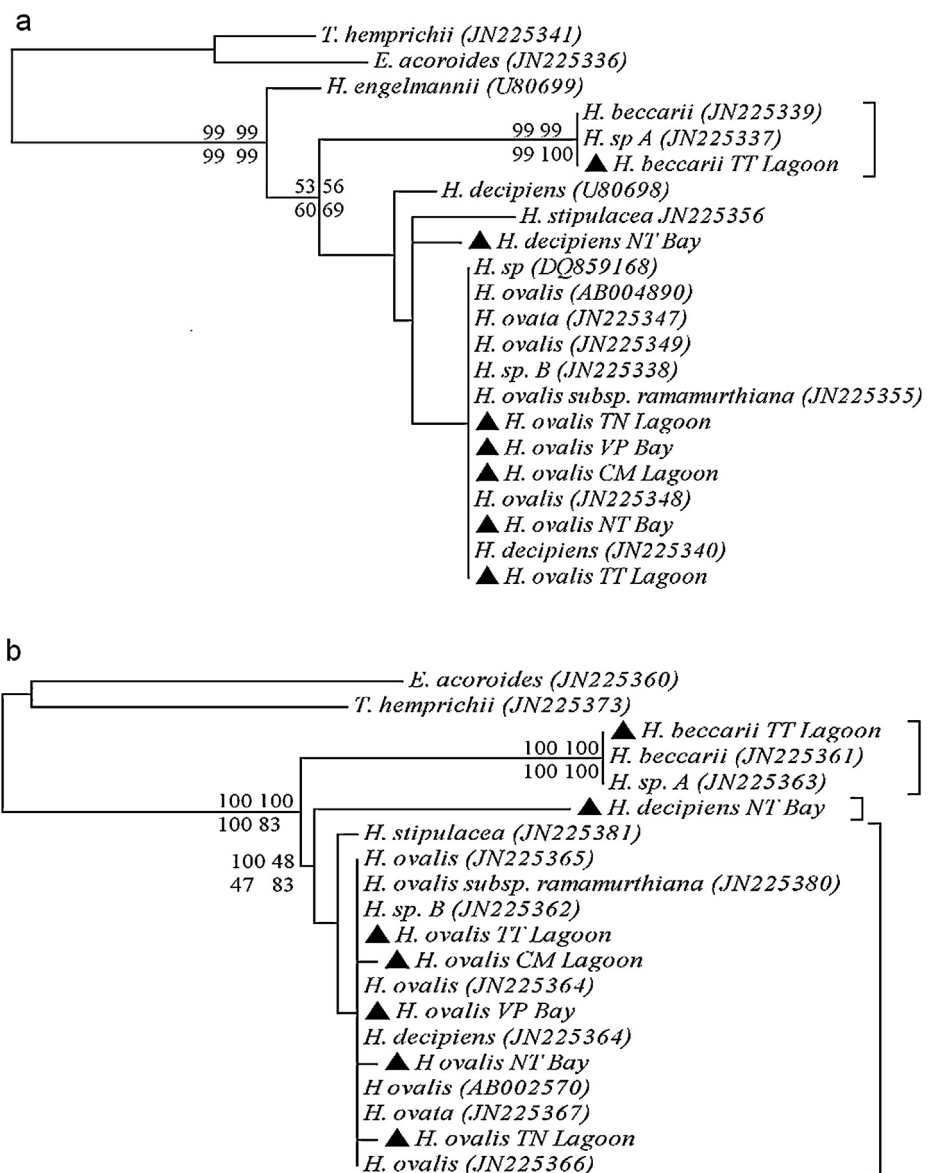 a
T. hemprichii (JN225341)
E. acoroides (JN225336)
H. engelmannii (U80699)
H. beccarii (JN225339)
99 99
H. sp A (JN225337)
99 99
99 99
99 100
▲ H. beccarii TT Lagoon
53 56
60 69
H. decipiens (U80698)
H. stipulacea JN225356
▲ H. decipiens NT Bay
H. sp (DQ859168)
H. ovalis (AB004890)
H. ovata (JN225347)
H. ovalis (JN225349)
H. sp. B (JN225338)
H. ovalis subsp. ramamurthiana (JN225355)
▲ H. ovalis TN Lagoon
▲ H. ovalis VP Bay
▲ H. ovalis CM Lagoon
H. ovalis (JN225348)
▲ H. ovalis NT Bay
H. decipiens (JN225340)
▲ H. ovalis TT Lagoon
b
E. acoroides (JN225360)
T. hemprichii (JN225373)
▲ H. beccarii TT Lagoon
100 100
H. beccarii (JN225361)
100 100
H. sp. A (JN225363)
100 100
100 83
▲ H. decipiens NT Bay
H. stipulacea (JN225381)
100 48
47 83
H. ovalis (JN225365)
H. ovalis subsp. ramamurthiana (JN225380)
H. sp. B (JN225362)
▲ H. ovalis TT Lagoon
▲ H. ovalis CM Lagoon
H. ovalis (JN225364)
▲ H. ovalis VP Bay
H. decipiens (JN225364)
▲ H ovalis NT Bay
H ovalis (AB002570)
H. ovata (JN225367)
▲ H. ovalis TN Lagoon
H. ovalis (JN225366)